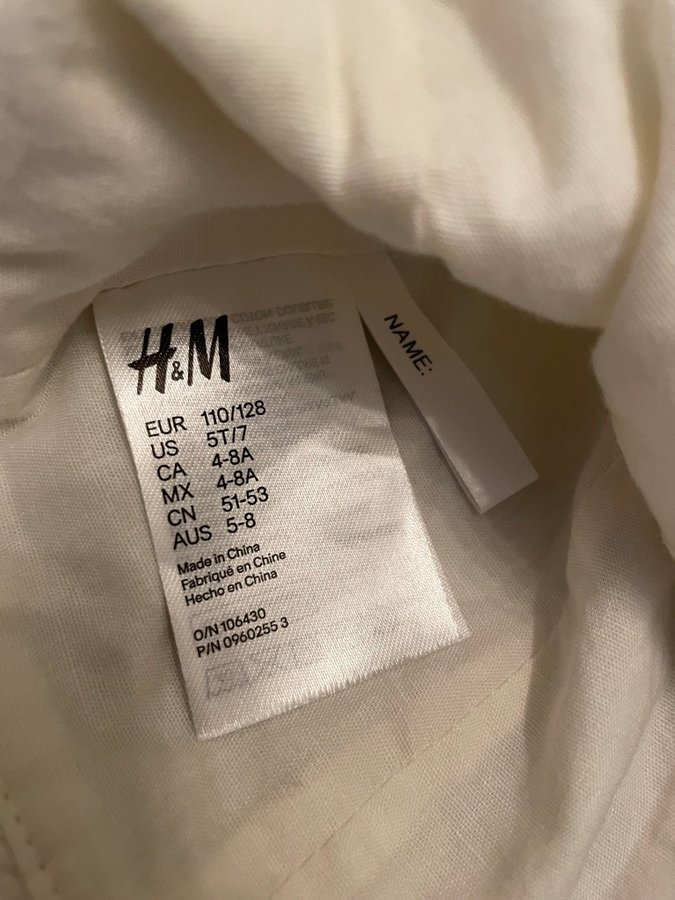 H&M
EUR 110/128
US 5T/7
CA 4-8A
MX 4-8A
CN 51-53
AUS 5-8
Made in China
Fabriqué en Chine
Hecho en China
O/N 106430
P/N 0960255 3
NAME: